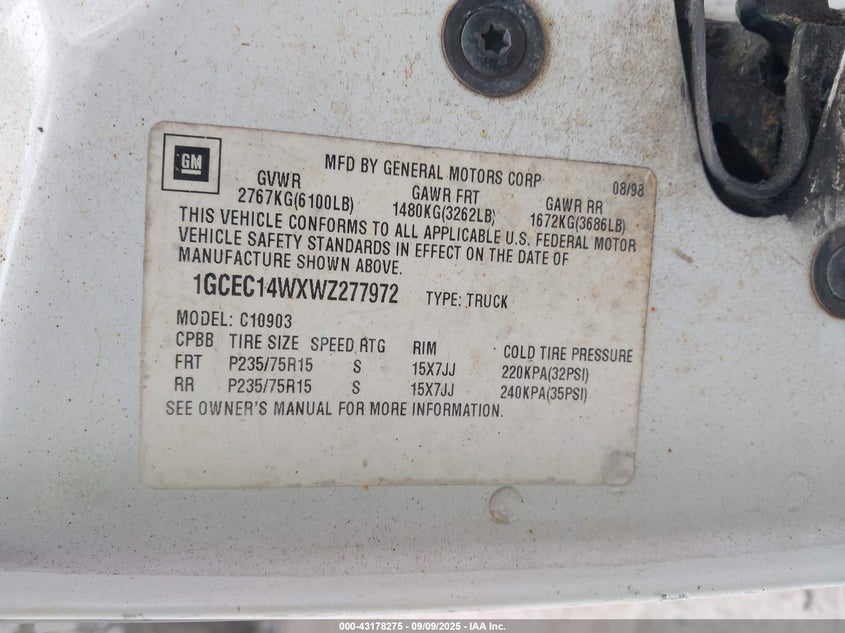 GM
MFD BY GENERAL MOTORS CORP 08/98
GVWR GAWR FRT GAWR RR
2767KG(6100LB) 1480KG(3262LB) 1672KG(3686LB)
THIS VEHICLE CONFORMS TO ALL APPLICABLE U.S. FEDERAL MOTOR
VEHICLE SAFETY STANDARDS IN EFFECT ON THE DATE OF
MANUFACTURE SHOWN ABOVE.
1GCEC14WXWZ277972 TYPE: TRUCK
MODEL: C10903
CPBB TIRE SIZE SPEED RTG RIM COLD TIRE PRESSURE
FRT P235/75R15 S 15X7JJ 220KPA(32PSI)
RR P235/75R15 S 15X7JJ 240KPA(35PSI)
SEE OWNER'S MANUAL FOR MORE INFORMATION.
000-43178275 - 09/09/2025 - IAA Inc.